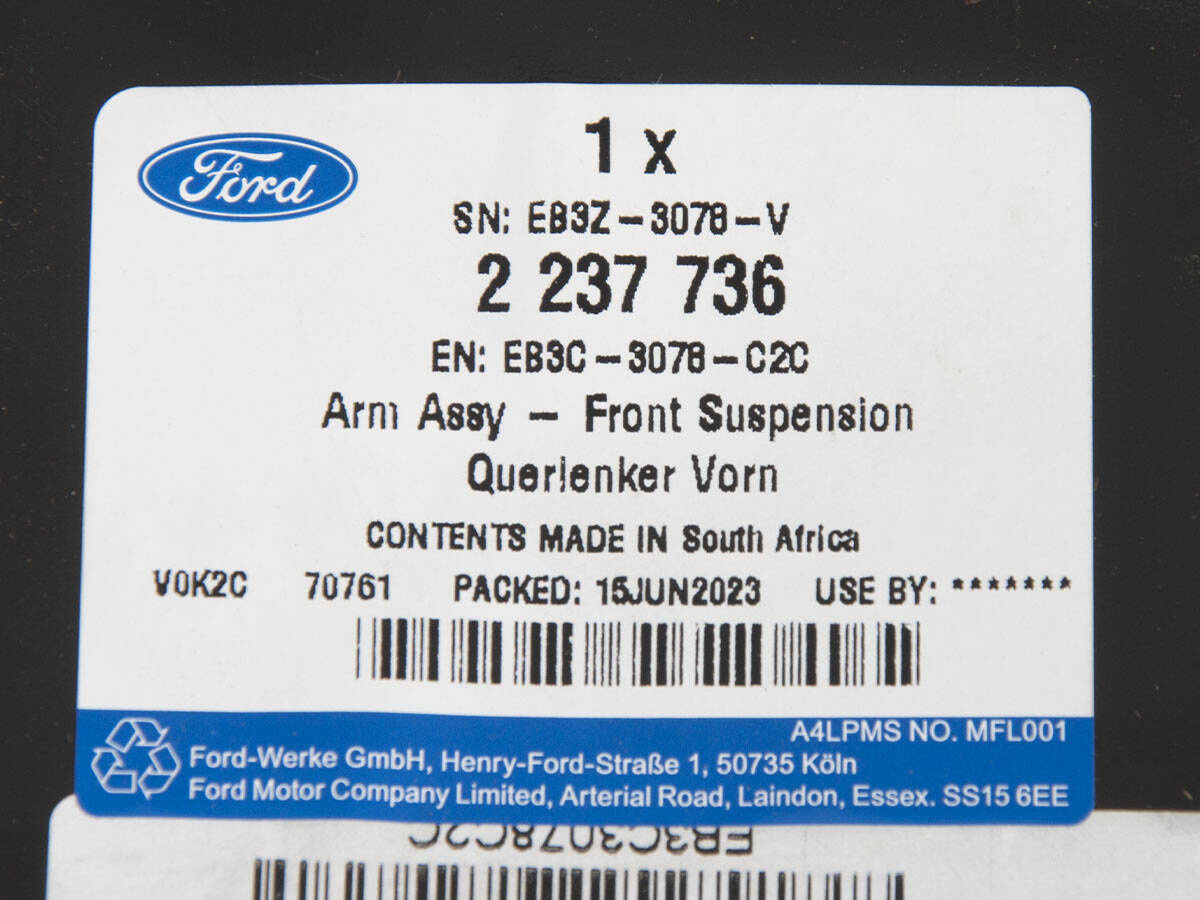 Ford
1 x
SN: EB3Z-3078-V
2 237 736
EN: EB3C-3078-C2C
Arm Assy - Front Suspension
Querlenker Vorn
CONTENTS MADE IN South Africa
V0K2C 70761 PACKED: 15JUN2023 USE BY: *******
A4LPMS NO. MFL001
Ford-Werke GmbH, Henry-Ford-Straße 1, 50735 Köln
Ford Motor Company Limited, Arterial Road, Laindon, Essex. SS15 6EE
EB3C3078C2C